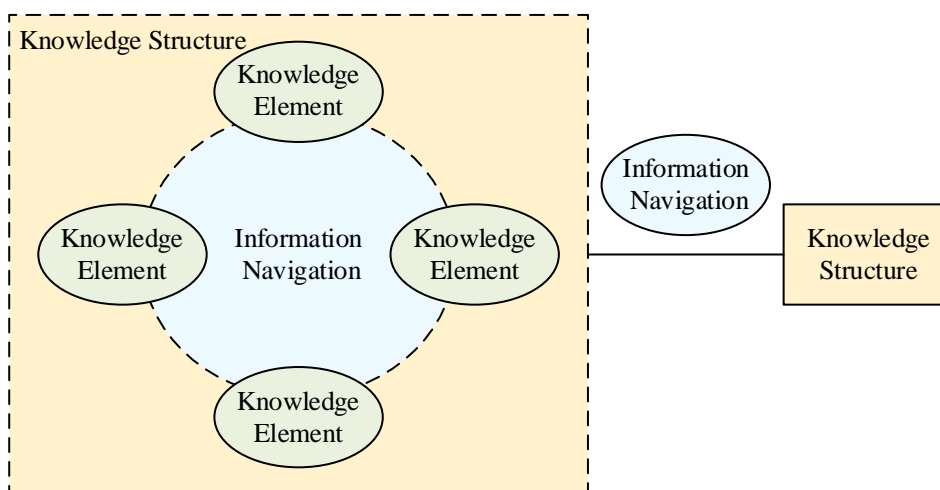 Knowledge Structure
Knowledge
Element
Knowledge
Element
Information
Navigation
Knowledge
Element
Knowledge
Element
Information
Navigation
Knowledge
Structure